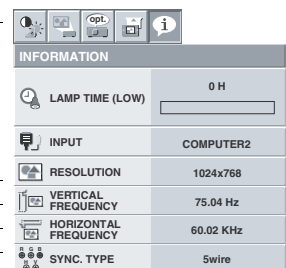 opt.
i
INFORMATION
LAMP TIME (LOW)
0 H
INPUT
COMPUTER2
RESOLUTION
1024x768
VERTICAL
FREQUENCY
75.04 Hz
HORIZONTAL
FREQUENCY
60.02 KHz
R G B
H V
SYNC. TYPE
5wire